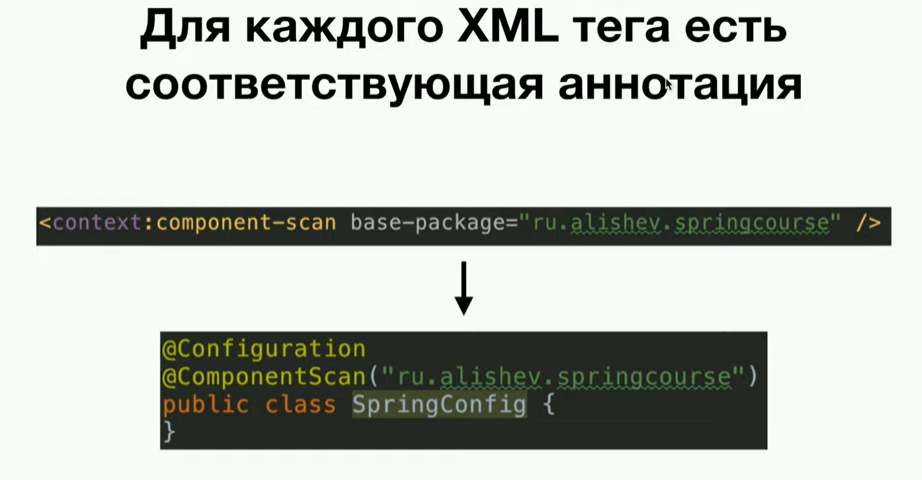 Для каждого XML тега есть
соответствующая аннотация
<context:component-scan base-package="ru.alishev.springcourse" />
@Configuration
@ComponentScan("ru.alishev.springcourse")
public class SpringConfig {
}